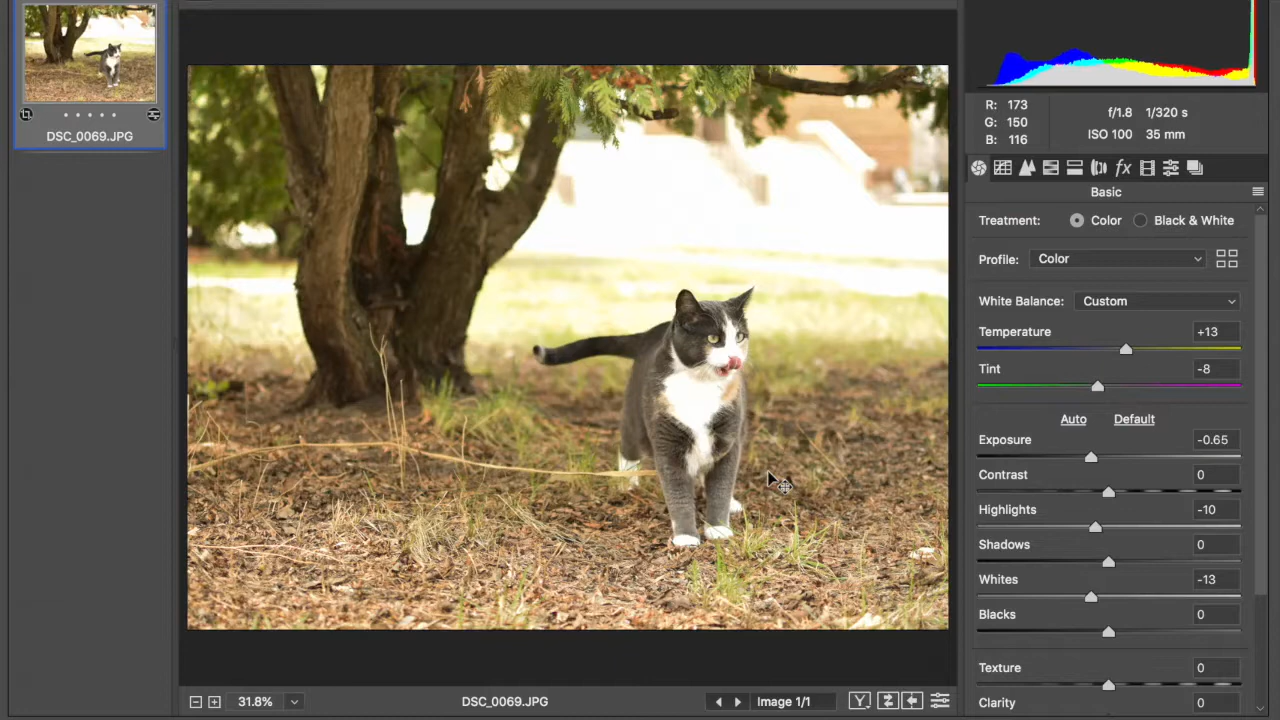 DSC_0069.JPG
R: 173
G: 150
B: 116
f/1.8 1/320 s
ISO 100 35 mm
fx
Basic
Treatment: Color Black & White
Profile: Color
White Balance: Custom
Temperature +13
Tint -8
Auto Default
Exposure -0.65
Contrast 0
Highlights -10
Shadows 0
Whites -13
Blacks 0
Texture 0
Clarity 0
31.8% DSC_0069.JPG Image 1/1 Y